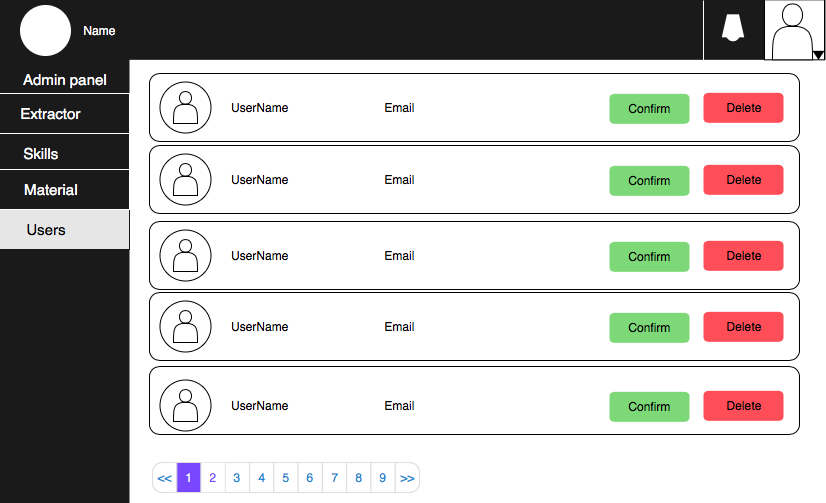 Name
Admin panel
Extractor
Skills
Material
Users
UserName Email Confirm Delete
UserName Email Confirm Delete
UserName Email Confirm Delete
UserName Email Confirm Delete
UserName Email Confirm Delete
<< 1 2 3 4 5 6 7 8 9 >>